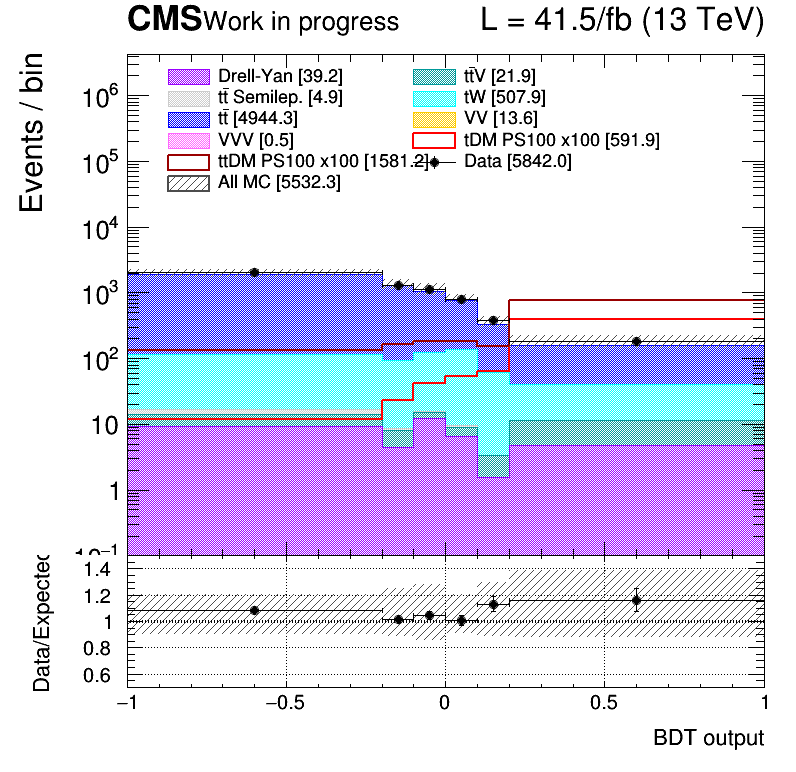 CMS Work in progress L = 41.5/fb (13 TeV)
Events / bin
Drell-Yan [39.2] tt̄V [21.9]
tt̄ Semilep. [4.9] tW [507.9]
tt̄ [4944.3] VV [13.6]
VVV [0.5] tDM PS100 x100 [591.9]
ttDM PS100 x100 [1581.2] Data [5842.0]
All MC [5532.3]
10⁶
10⁵
10⁴
10³
10²
10
1
10⁻¹
Data/Expected
1.4
1.2
1
0.8
0.6
−1 −0.5 0 0.5 1
BDT output